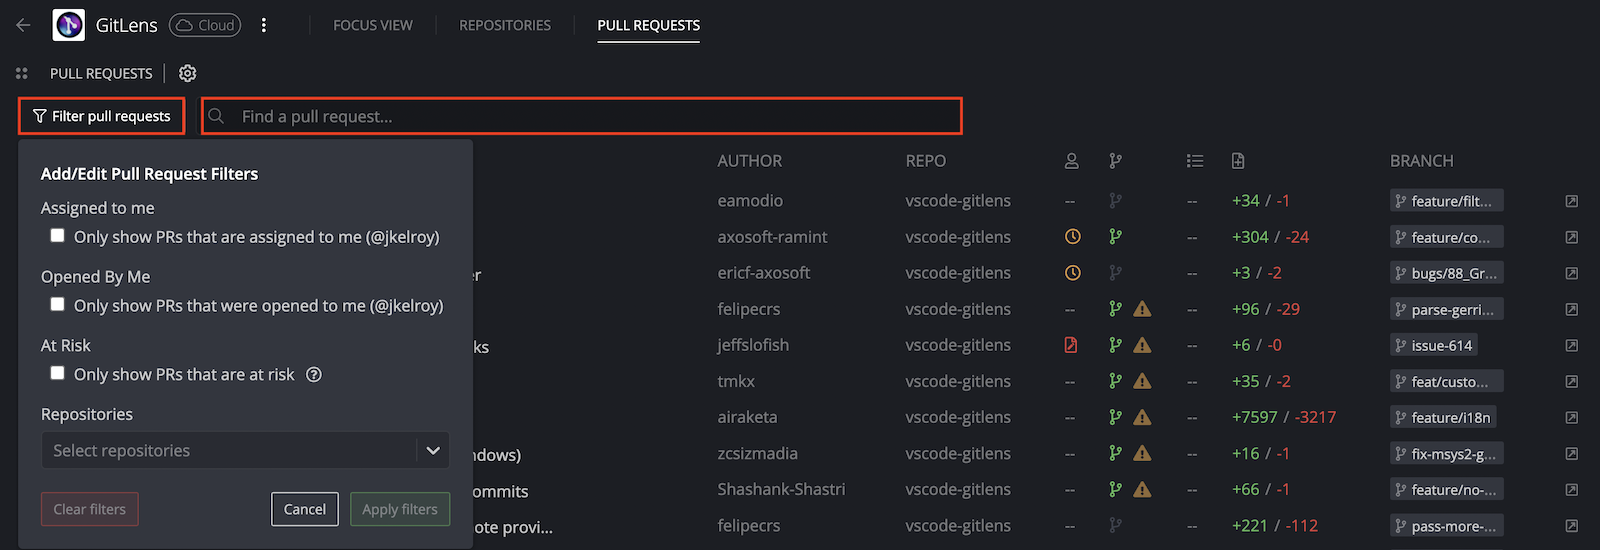 GitLens Cloud FOCUS VIEW REPOSITORIES PULL REQUESTS
PULL REQUESTS
Filter pull requests Find a pull request...
Add/Edit Pull Request Filters
Assigned to me
Only show PRs that are assigned to me (@jkelroy)
Opened By Me
Only show PRs that were opened to me (@jkelroy)
At Risk
Only show PRs that are at risk ?
Repositories
Select repositories
Clear filters Cancel Apply filters
AUTHOR REPO BRANCH
eamodio vscode-gitlens -- -- +34 / -1 feature/filt...
axosoft-ramint vscode-gitlens -- +304 / -24 feature/co...
er ericf-axosoft vscode-gitlens -- +3 / -2 bugs/88_Gr...
felipecrs vscode-gitlens -- -- +96 / -29 parse-gerri...
ks jeffslofish vscode-gitlens -- +6 / -0 issue-614
tmkx vscode-gitlens -- -- +35 / -2 feat/custo...
airaketa vscode-gitlens -- -- +7597 / -3217 feature/i18n
ndows) zcsizmadia vscode-gitlens -- -- +16 / -1 fix-msys2-g...
ommits Shashank-Shastri vscode-gitlens -- -- +66 / -1 feature/no-...
ote provi... felipecrs vscode-gitlens -- -- +221 / -112 pass-more-...